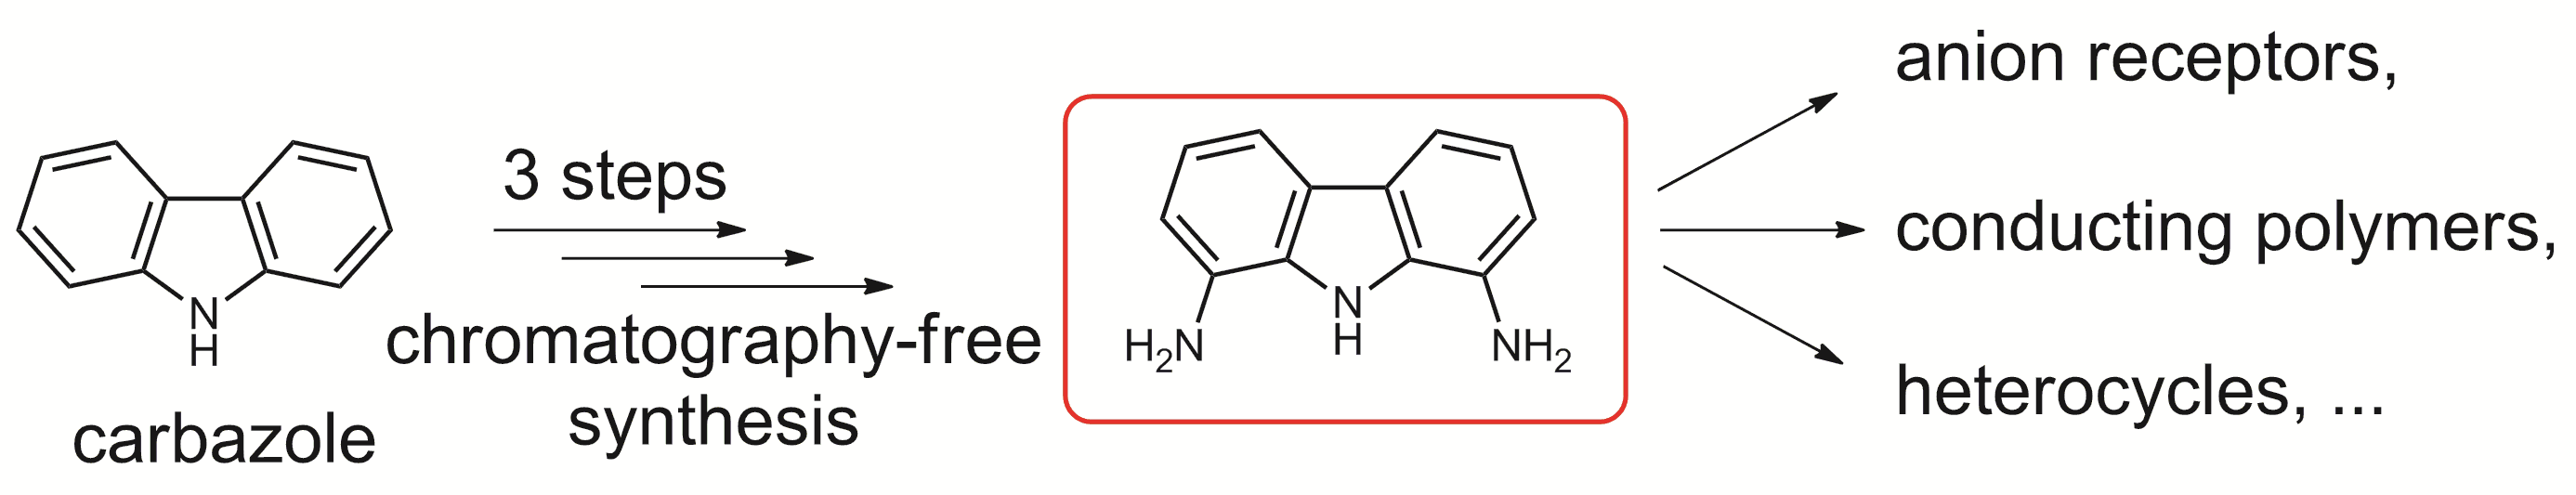 N
H
carbazole
3 steps
chromatography-free
synthesis
H2N
N
H
NH2
anion receptors,
conducting polymers,
heterocycles, ...